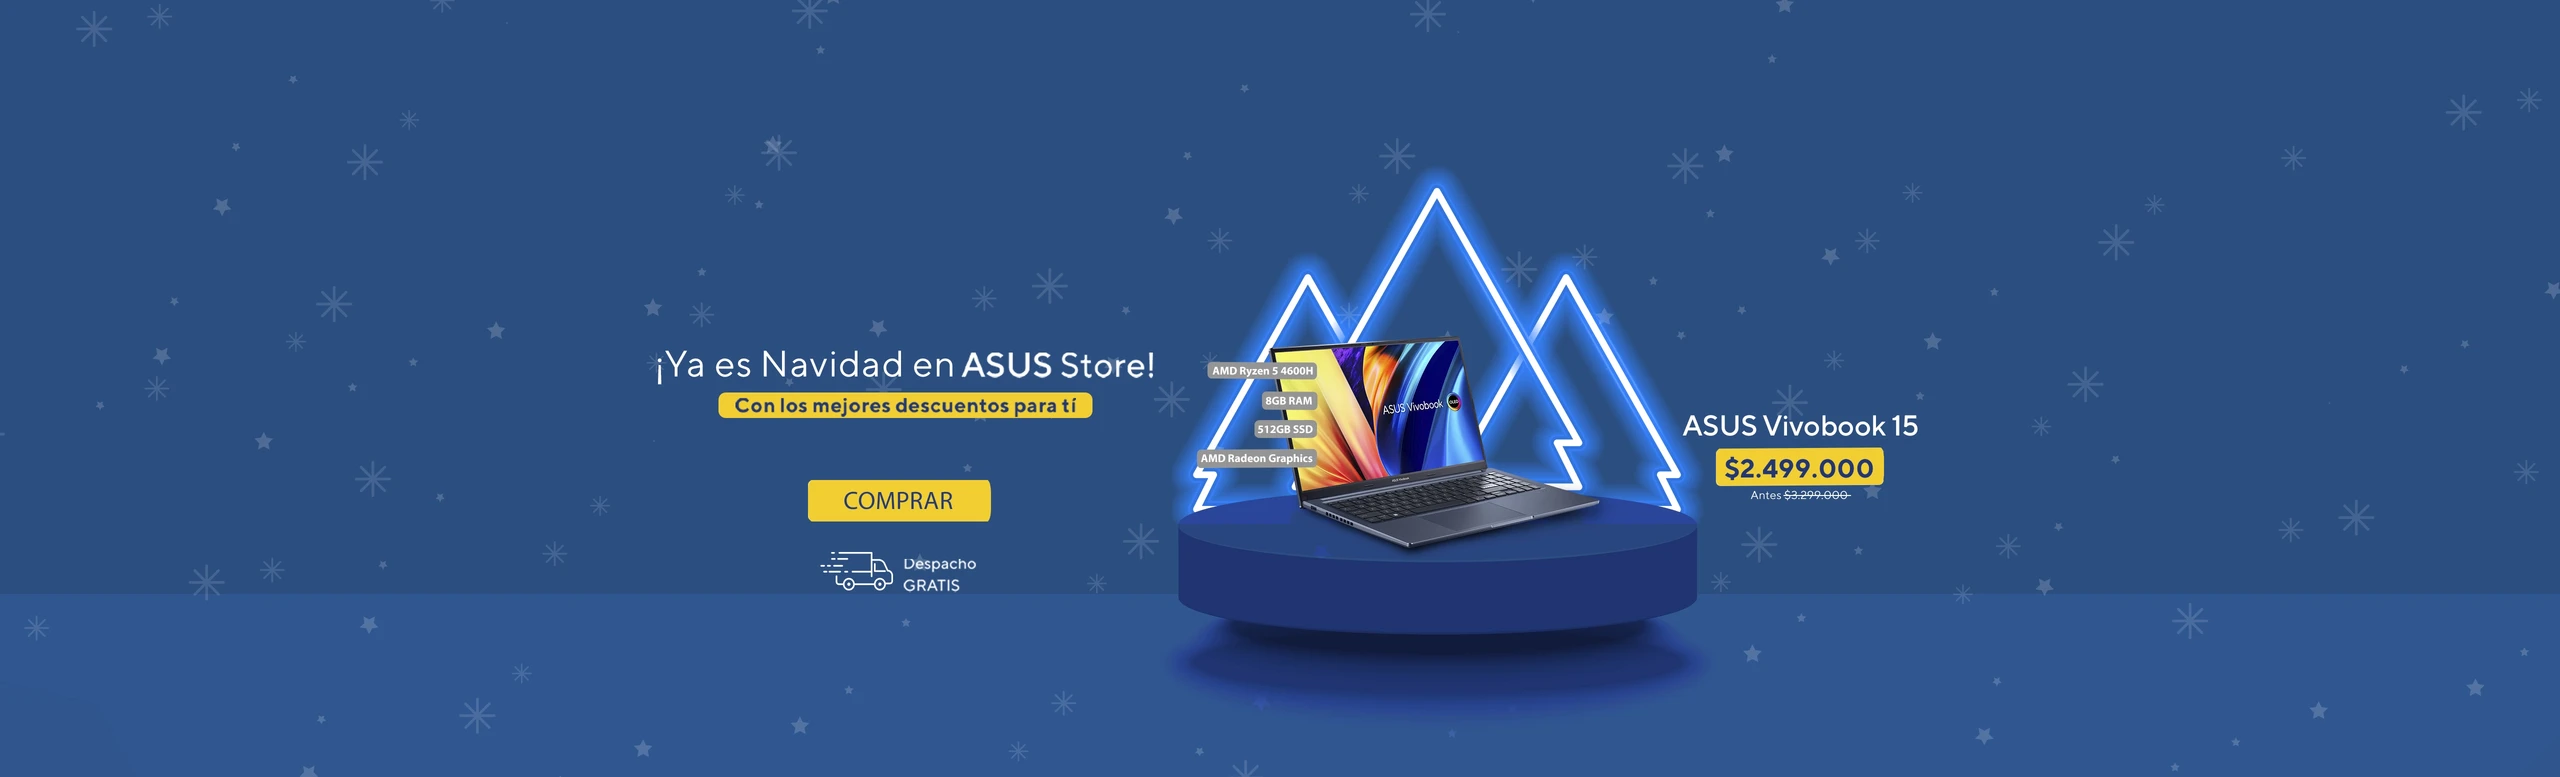 ¡Ya es Navidad en ASUS Store!
Con los mejores descuentos para tí
COMPRAR
Despacho
GRATIS
AMD Ryzen 5 4600H
8GB RAM
512GB SSD
AMD Radeon Graphics
ASUS Vivobook
OLED
ASUS Vivobook 15
$2.499.000
Antes $3.299.000